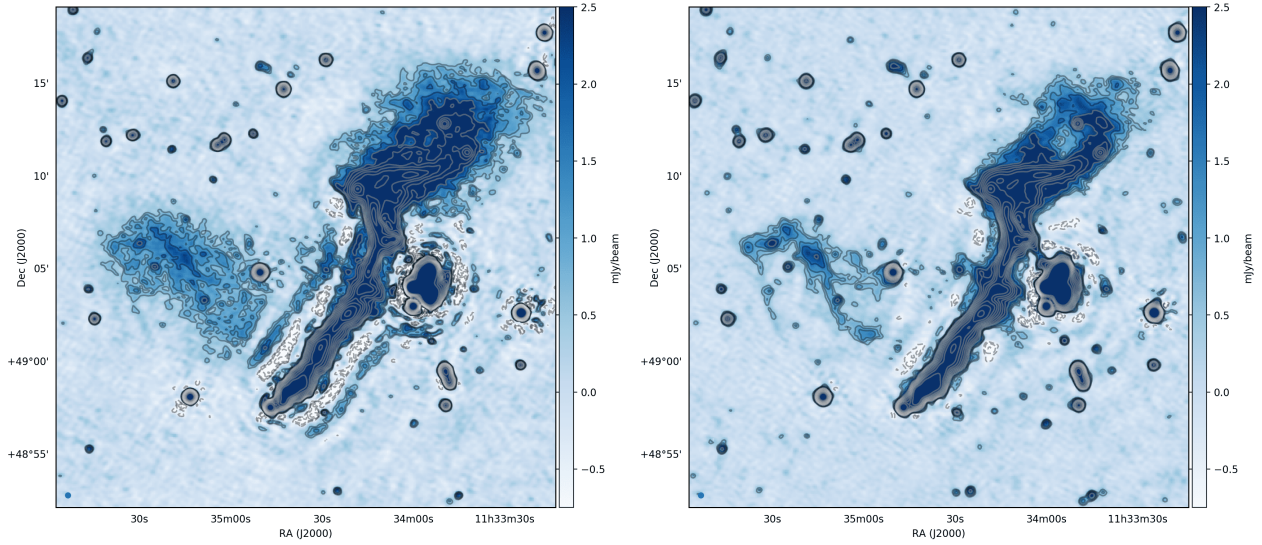 15'
10'
05'
+49°00'
+48°55'
Dec (J2000)
30s
35m00s
30s
34m00s
11h33m30s
RA (J2000)
2.5
2.0
1.5
1.0
0.5
0.0
−0.5
mJy/beam
15'
10'
05'
+49°00'
+48°55'
Dec (J2000)
30s
35m00s
30s
34m00s
11h33m30s
RA (J2000)
2.5
2.0
1.5
1.0
0.5
0.0
−0.5
mJy/beam